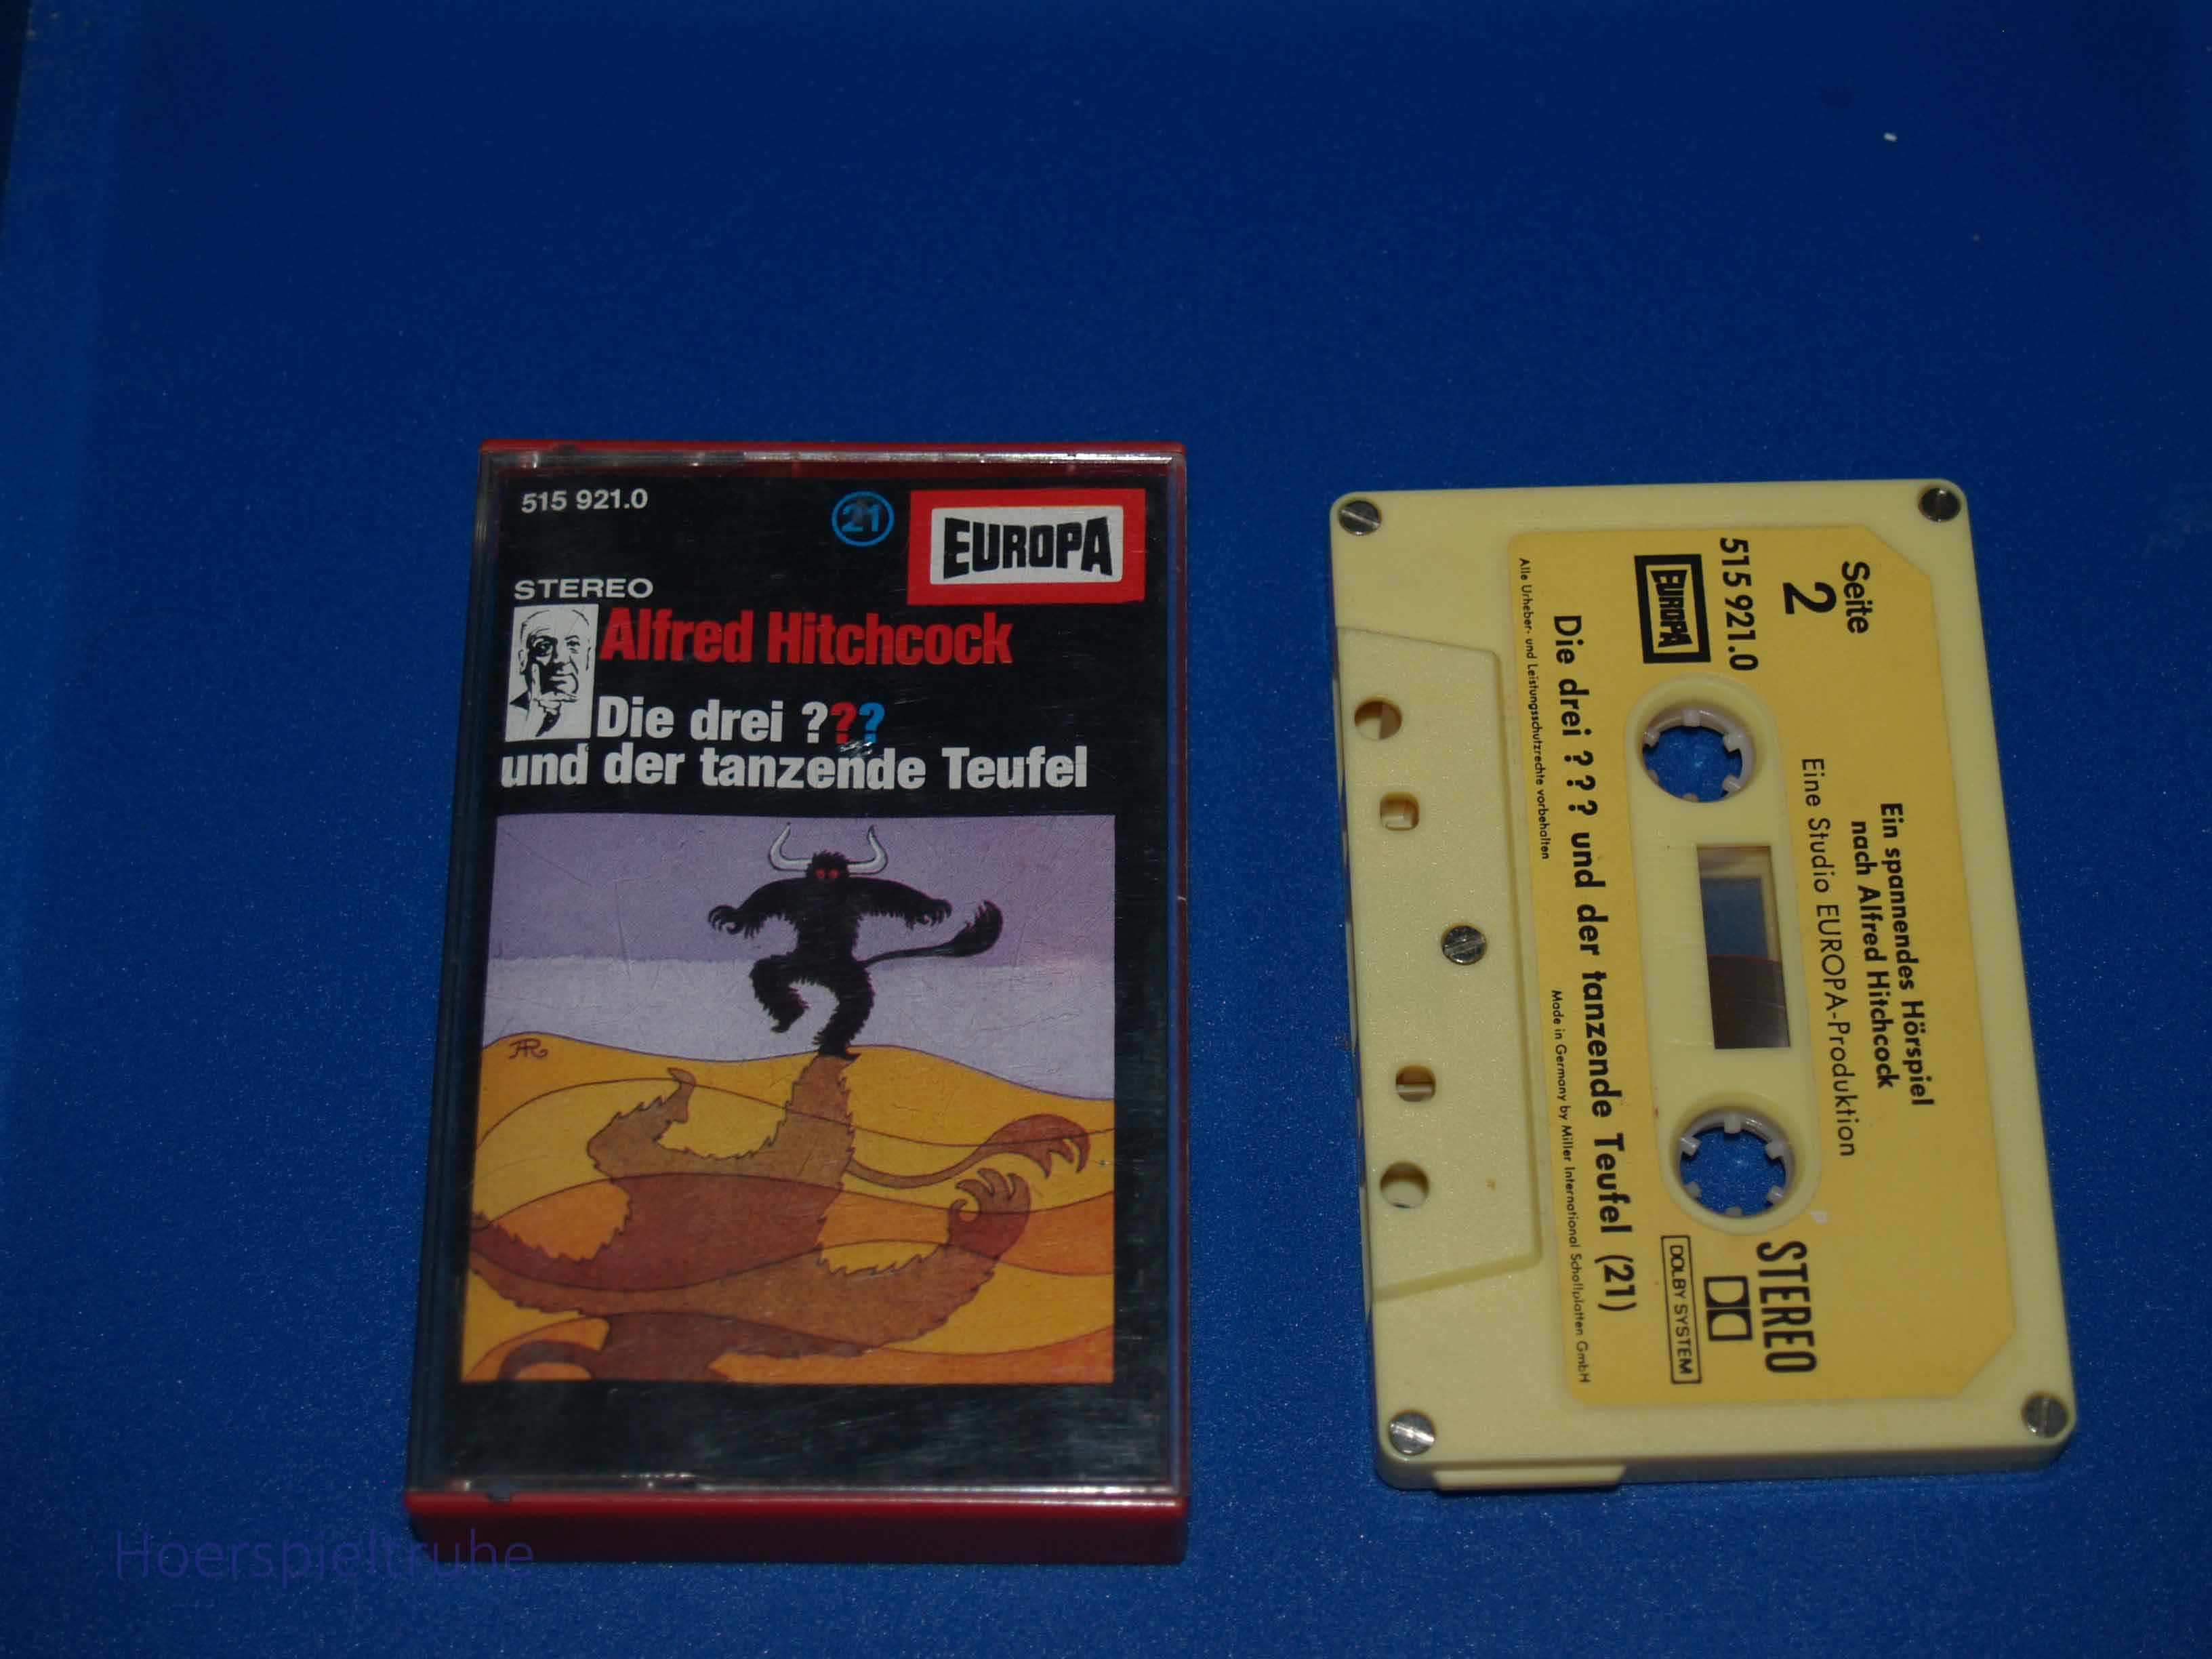 515 921.0
21
EUROPA
STEREO
Alfred Hitchcock
Die drei ???
und der tanzende Teufel
AR
Seite
2
515 921.0
EUROPA
Ein spannendes Hörspiel
nach Alfred Hitchcock
Eine Studio EUROPA-Produktion
STEREO
DOLBY SYSTEM
Die drei ??? und der tanzende Teufel (21)
Alle Urheber- und Leistungsschutzrechte vorbehalten
Made in Germany by Miller International Schallplatten GmbH
Hoerspieltruhe